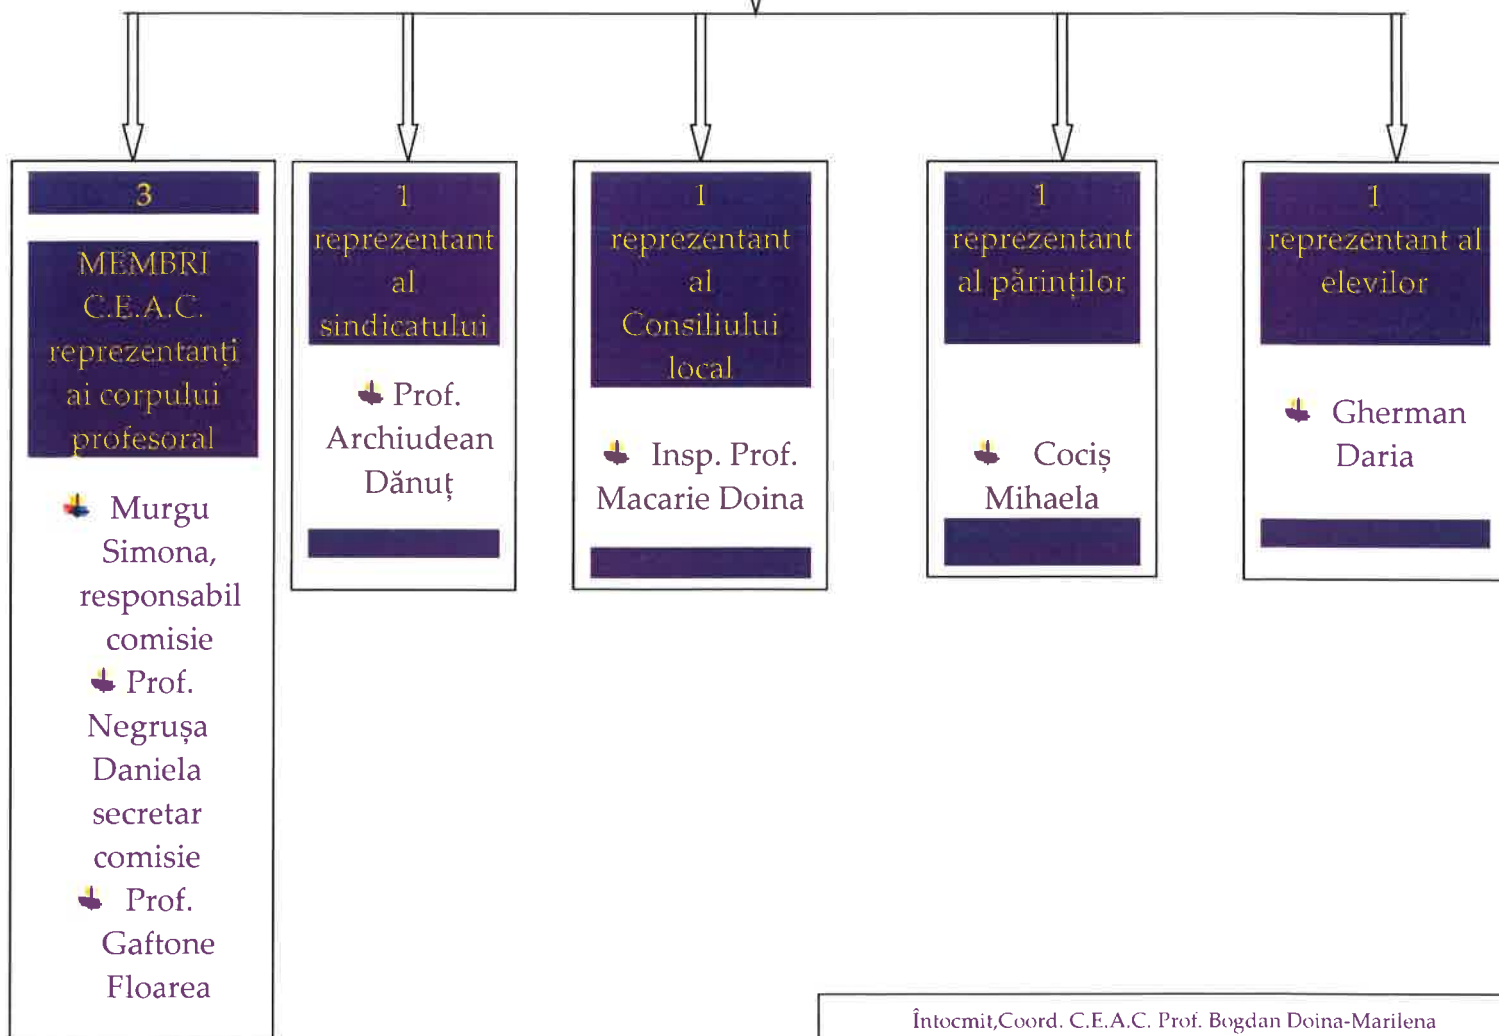 3
MEMBRI
C.E.A.C.
reprezentanți
ai corpului
profesoral
Murgu
Simona,
responsabil
comisie
Prof.
Negrușa
Daniela
secretar
comisie
Prof.
Gaftone
Floarea
1
reprezentant
al
sindicatului
Prof.
Archiudean
Dănuț
1
reprezentant
al
Consiliului
local
Insp. Prof.
Macarie Doina
1
reprezentant
al părinților
Cociș
Mihaela
1
reprezentant al
elevilor
Gherman
Daria
Întocmit,Coord. C.E.A.C. Prof. Bogdan Doina-Marilena